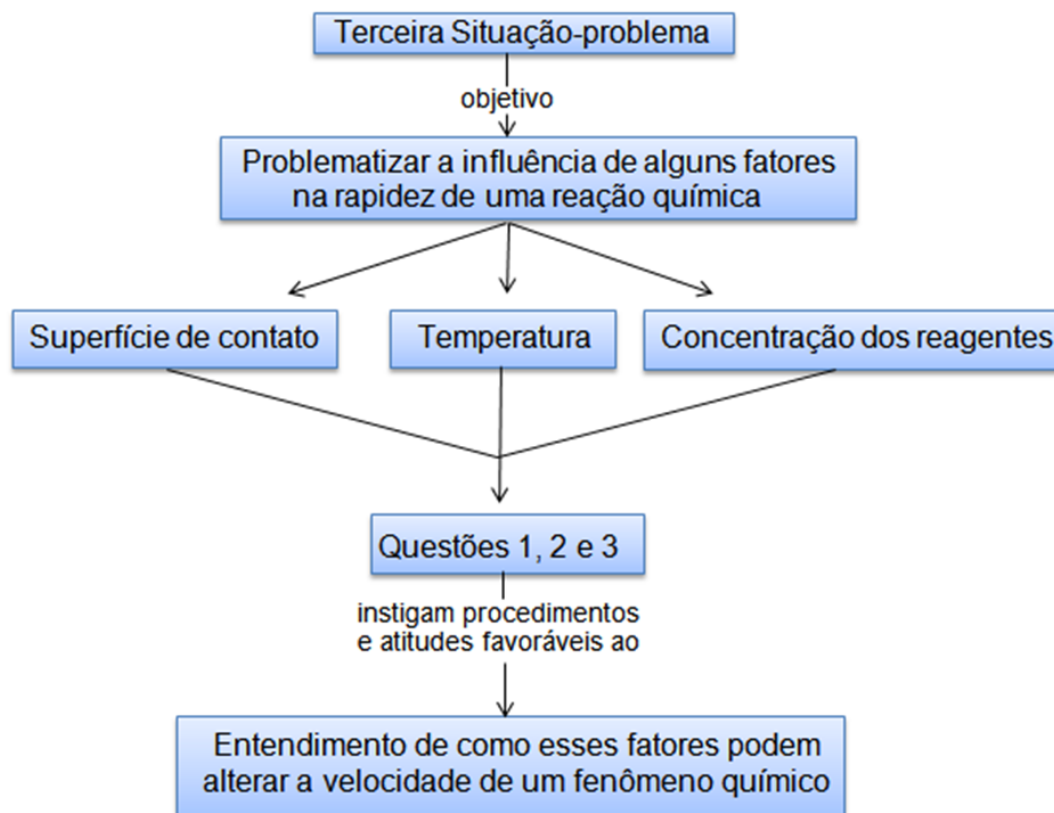 Terceira Situação-problema
objetivo
Problematizar a influência de alguns fatores
na rapidez de uma reação química
Superfície de contato
Temperatura
Concentração dos reagentes
Questões 1, 2 e 3
instigam procedimentos
e atitudes favoráveis ao
Entendimento de como esses fatores podem
alterar a velocidade de um fenômeno químico